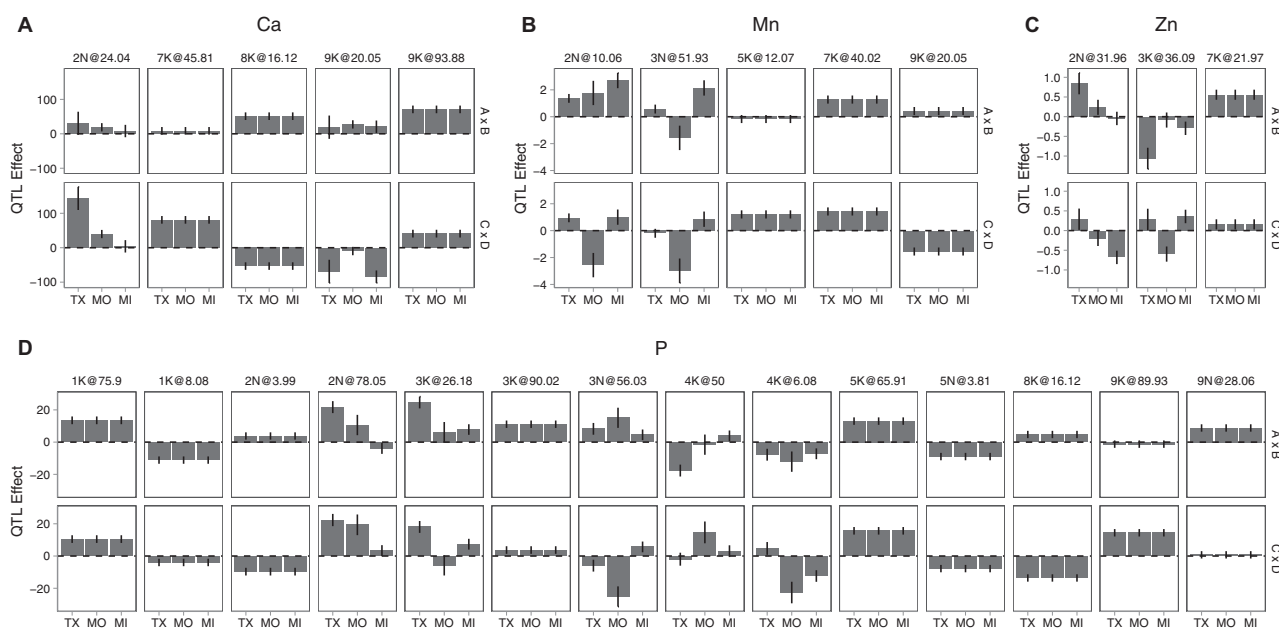 A Ca
2N@24.04 7K@45.81 8K@16.12 9K@20.05 9K@93.88
100
0
−100
A x B
100
0
−100
C x D
QTL Effect
TX MO MI TX MO MI TX MO MI TX MO MI TX MO MI
B Mn
2N@10.06 3N@51.93 5K@12.07 7K@40.02 9K@20.05
2
0
−2
−4
A x B
2
0
−2
−4
C x D
QTL Effect
TX MO MI TX MO MI TX MO MI TX MO MI TX MO MI
C Zn
2N@31.96 3K@36.09 7K@21.97
1.0
0.5
0.0
−0.5
−1.0
A x B
1.0
0.5
0.0
−0.5
−1.0
C x D
QTL Effect
TX MO MI TX MO MI TX MO MI
D P
1K@75.9 1K@8.08 2N@3.99 2N@78.05 3K@26.18 3K@90.02 3N@56.03 4K@50 4K@6.08 5K@65.91 5N@3.81 8K@16.12 9K@89.93 9N@28.06
20
0
−20
A x B
20
0
−20
C x D
QTL Effect
TX MO MI TX MO MI TX MO MI TX MO MI TX MO MI TX MO MI TX MO MI TX MO MI TX MO MI TX MO MI TX MO MI TX MO MI TX MO MI TX MO MI